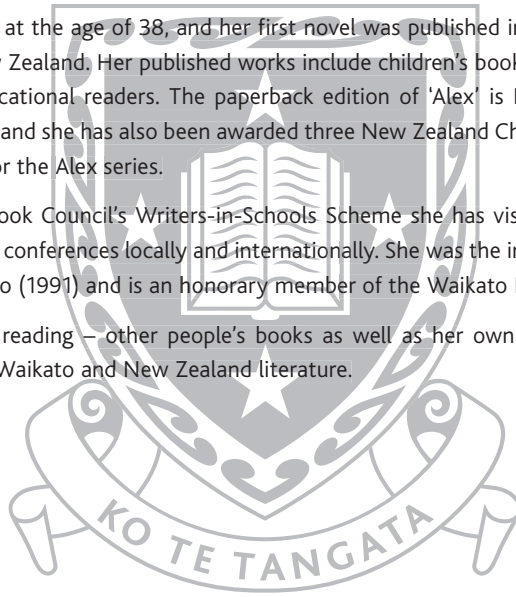 at the age of 38, and her first novel was published in
Zealand. Her published works include children's book
cational readers. The paperback edition of 'Alex' is
and she has also been awarded three New Zealand Ch
or the Alex series.
ook Council's Writers-in-Schools Scheme she has vis
conferences locally and internationally. She was the in
o (1991) and is an honorary member of the Waikato
reading – other people's books as well as her own
Waikato and New Zealand literature.
KO TE TANGATA